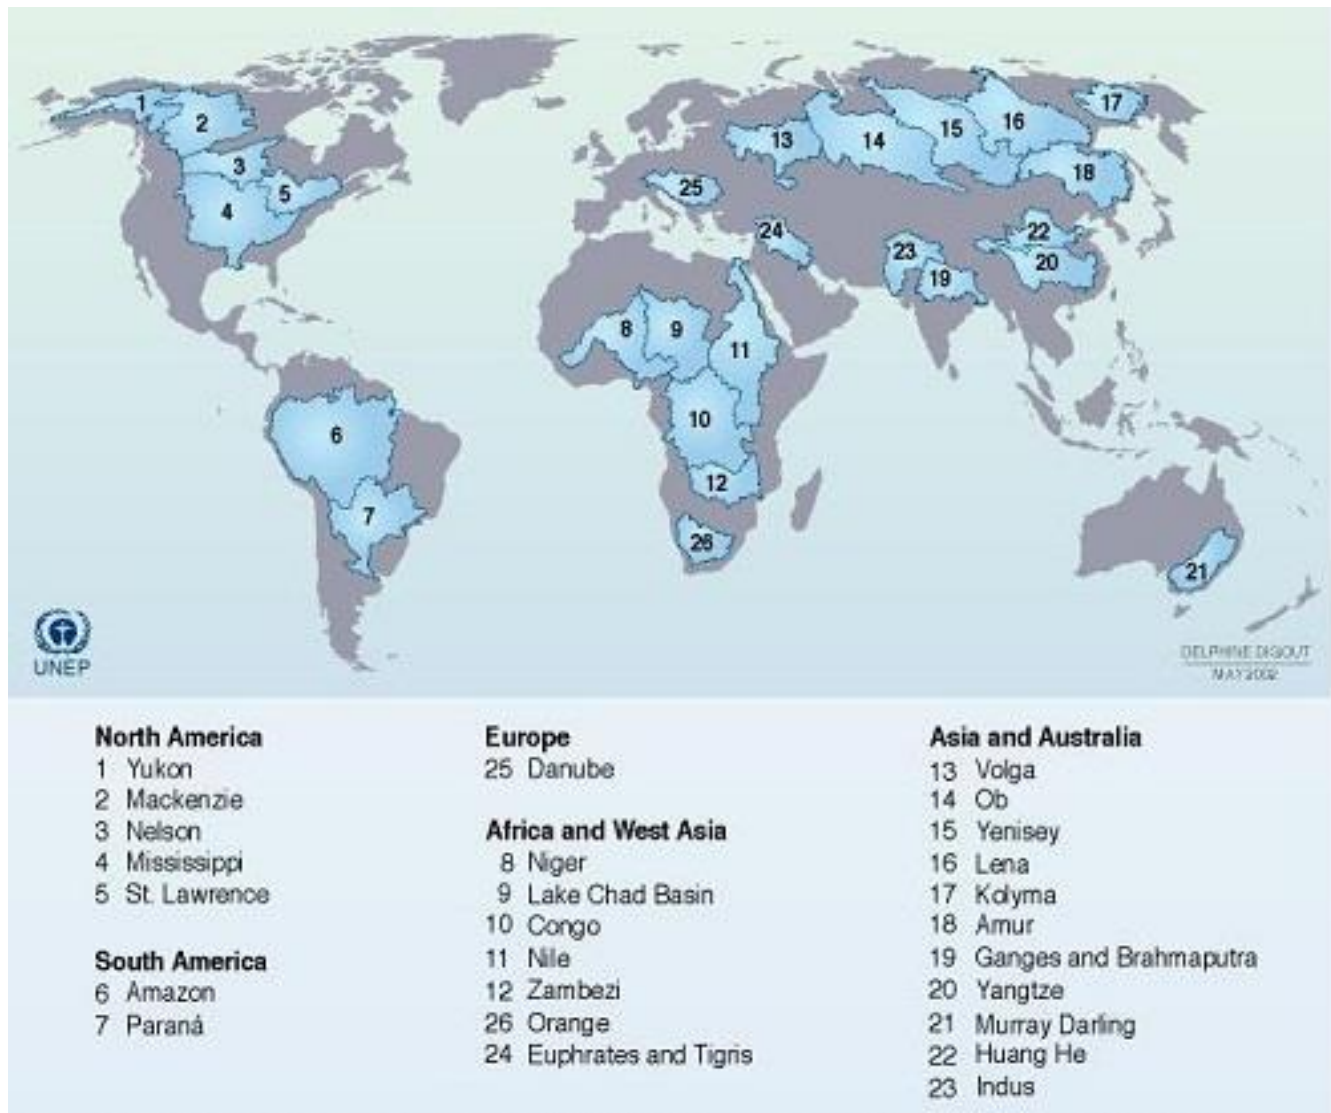 1
2
3
4
5
6
7
8
9
10
11
12
13
14
15
16
17
18
19
20
21
22
23
24
25
26
UNEP
DELPHINE DIGOUT
MAY 2002
North America
1 Yukon
2 Mackenzie
3 Nelson
4 Mississippi
5 St. Lawrence
South America
6 Amazon
7 Paraná
Europe
25 Danube
Africa and West Asia
8 Niger
9 Lake Chad Basin
10 Congo
11 Nile
12 Zambezi
26 Orange
24 Euphrates and Tigris
Asia and Australia
13 Volga
14 Ob
15 Yenisey
16 Lena
17 Kolyma
18 Amur
19 Ganges and Brahmaputra
20 Yangtze
21 Murray Darling
22 Huang He
23 Indus